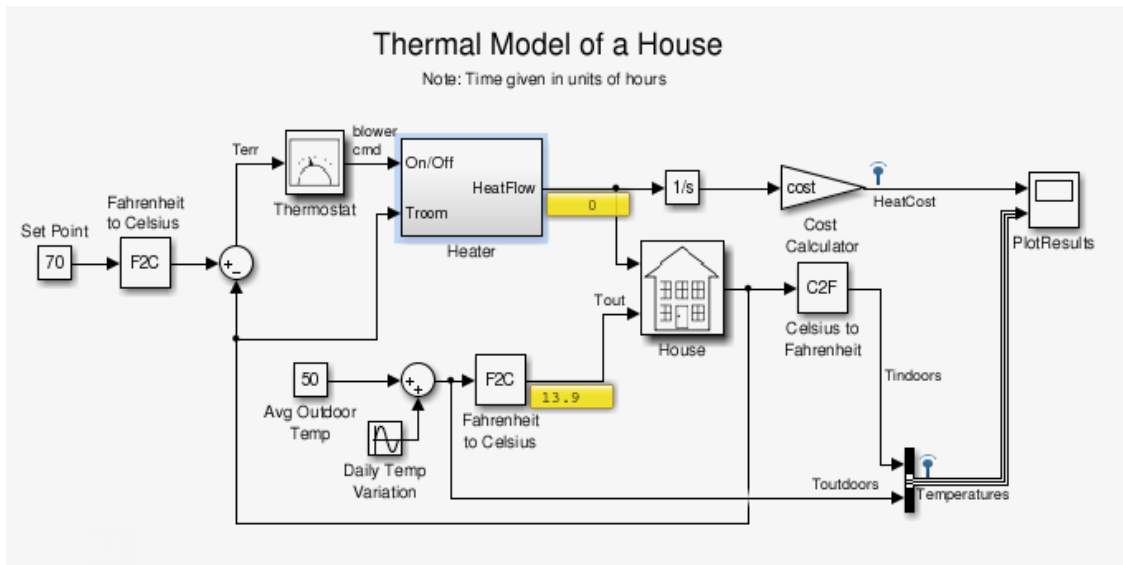 Thermal Model of a House
Note: Time given in units of hours
Terr
blower
cmd
On/Off
HeatFlow
Troom
Heater
Thermostat
0
1/s
cost
Cost
Calculator
HeatCost
PlotResults
Set Point
70
Fahrenheit
to Celsius
F2C
+
−
Tout
House
C2F
Celsius to
Fahrenheit
Tindoors
50
Avg Outdoor
Temp
+
+
Daily Temp
Variation
F2C
13.9
Fahrenheit
to Celsius
Toutdoors
Temperatures